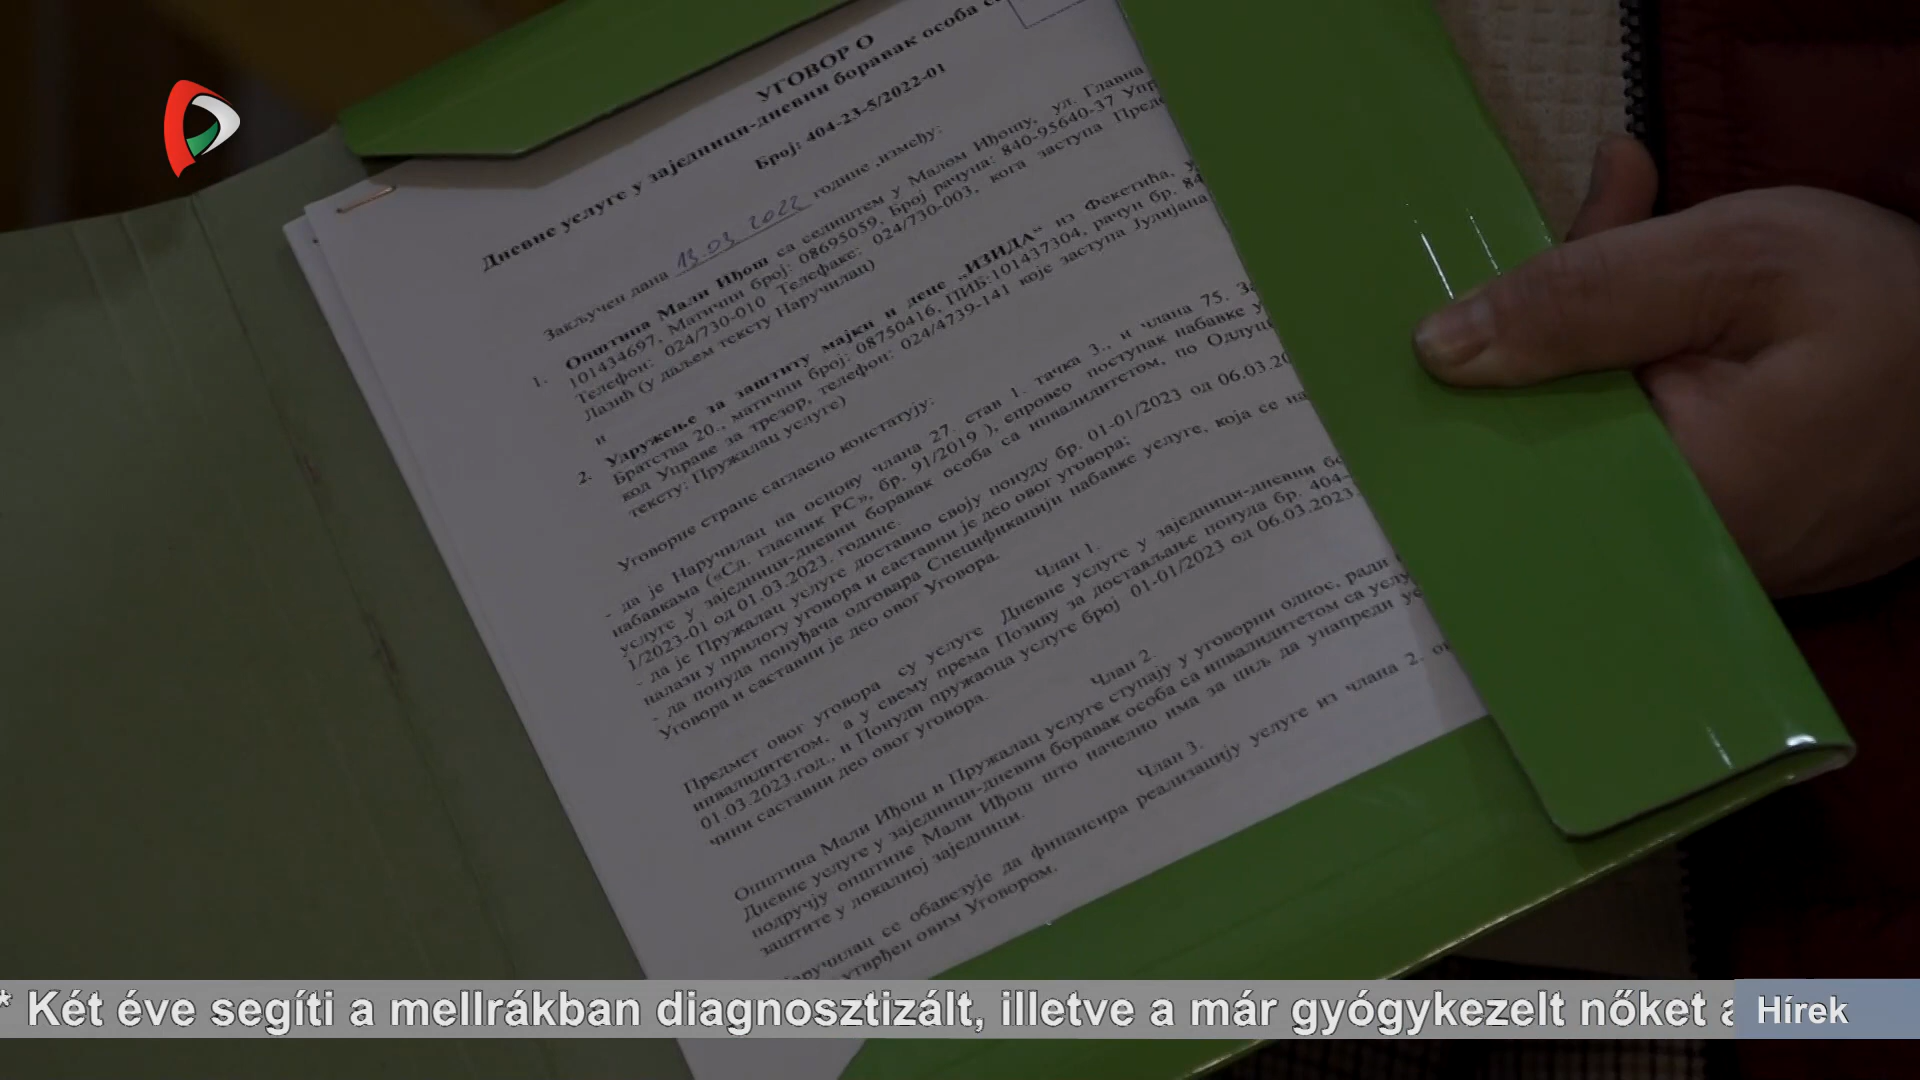 УГОВОР О
Дневне услуге у заједници-дневни боравак особа
Број: 404-23-5/2022-01
Закључен дана 13.03 2022 године између:
1. Општина Мали Иђош са седиштем у Малом Иђошу, ул. Главна
101434697, Матични број: 08695059, Број рачуна: 840-95640-37
Телефон: 024/730-010 Телефакс: 024/730-003, кога заступа
Лазић (у даљем тексту Наручилац)
и
2. Удружење за заштиту мајки и деце „ИЗИДА“ из Фекетића,
Братства 20., матични број: 08750416, ПИБ:101437304, рачун бр.
код Управе за трезор, телефон: 024/4739-141 које заступа Јулијана
тексту: Пружалац услуге)
Уговорне стране сагласно констатују:
- да је Наручилац на основу члана 27. став 1. тачка 3., и члана 75.
набавкама («Сл. гласник РС», бр. 91/2019 ), спровео поступак набавке
услуге у заједници-дневни боравак особа са инвалидитетом, по
1/2023-01 од 01.03.2023. године.
- да је Пружалац услуге доставио своју понуду бр. 01-01/2023 од
налази у прилогу уговора и саставни је део овог уговора;
- да понуда понуђача одговара Спецификацији набавке услуге, која се
Уговора и саставни је део овог Уговора.
Члан 1.
Предмет овог уговора су услуге Дневне услуге у заједници-дневни
инвалидитетом, а у свему према Позиву за достављање понуда бр.
01.03.2023.год., и Понуди пружаоца услуге број 01-01/2023 од 06.03.2023.
чини саставни део овог уговора.
Члан 2.
Општина Мали Иђош и Пружалац услуге ступају у уговорни однос, ради
Дневне услуге у заједници-дневни боравак особа са инвалидитетом са
подручју општине Мали Иђош што начелно има за циљ да унапреди
заштите у локалној заједници.
Члан 3.
се обавезује да финансира реализацију услуге из члана 2.
овим Уговором.
* Két éve segíti a mellrákban diagnosztizált, illetve a már gyógykezelt nőket
Hírek